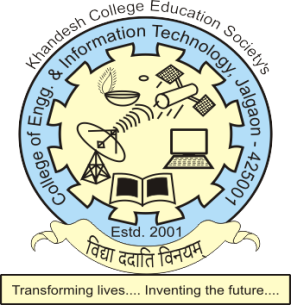 Khandesh College Education Society's
College of Engg. & Information Technology, Jalgaon - 425001
Estd. 2001
विद्या ददाति विनयम्
Transforming lives.... Inventing the future....